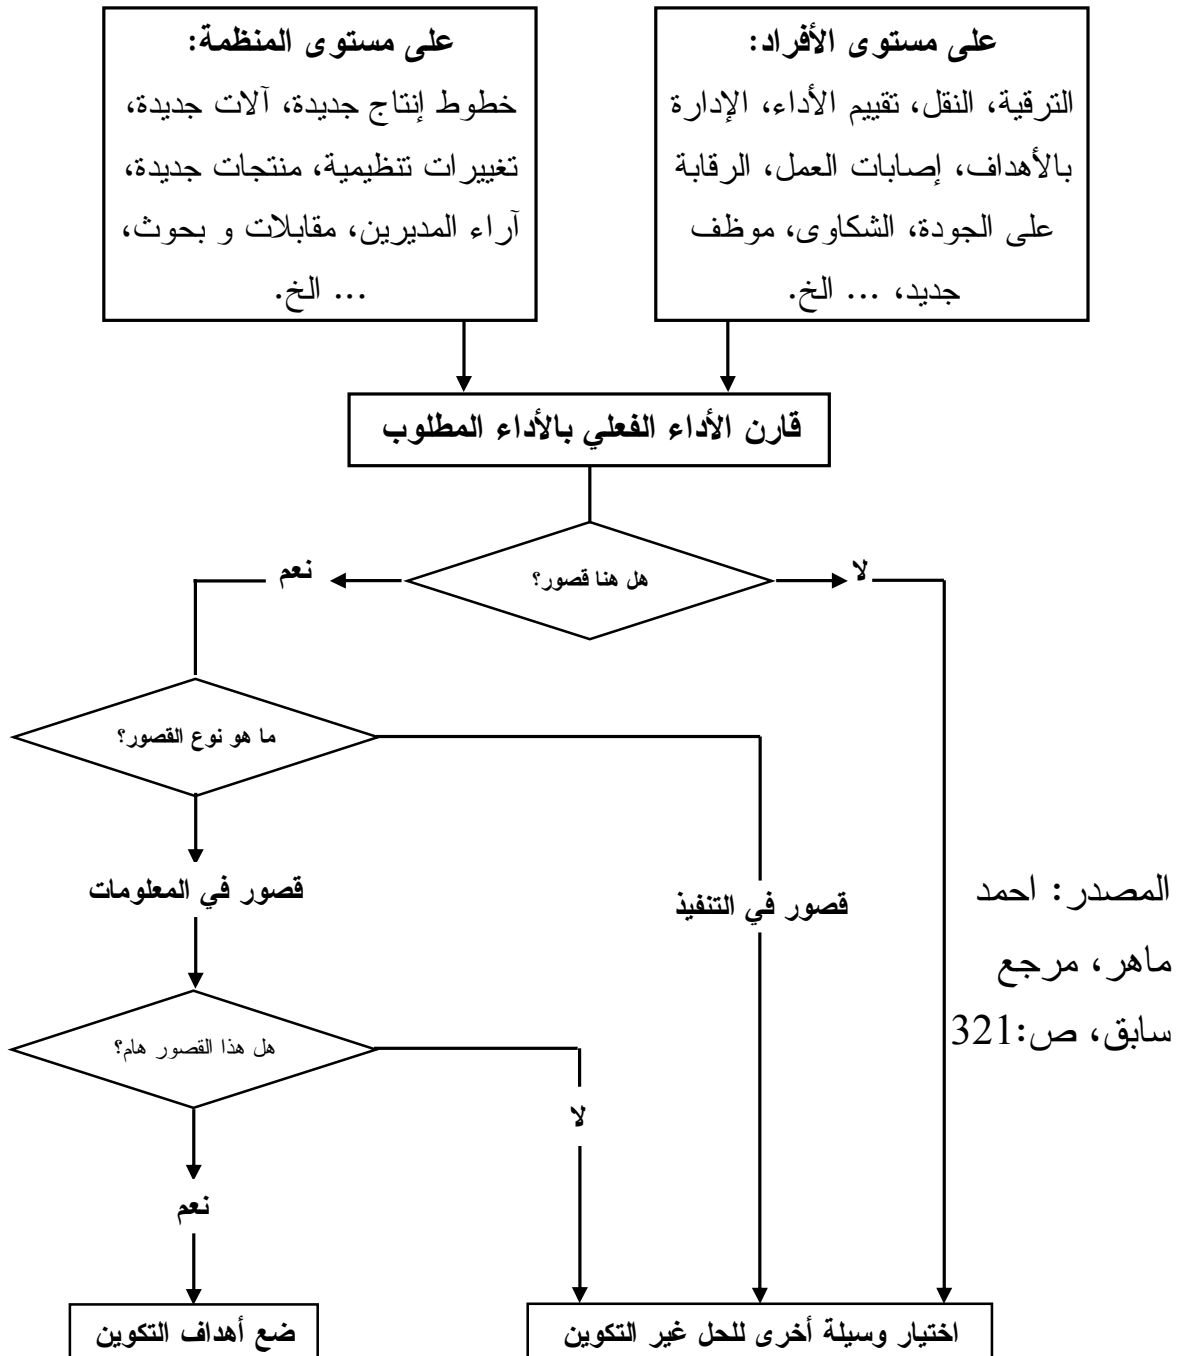 على مستوى الأفراد:
الترقية، النقل، تقييم الأداء، الإدارة
بالأهداف، إصابات العمل، الرقابة
على الجودة، الشكاوى، موظف
جديد، ... الخ.
على مستوى المنظمة:
خطوط إنتاج جديدة، آلات جديدة،
تغييرات تنظيمية، منتجات جديدة،
آراء المديرين، مقابلات و بحوث،
... الخ.
قارن الأداء الفعلي بالأداء المطلوب
هل هنا قصور؟
لا
نعم
ما هو نوع القصور؟
قصور في المعلومات
قصور في التنفيذ
المصدر: احمد
ماهر، مرجع
سابق، ص:321
هل هذا القصور هام؟
لا
نعم
اختيار وسيلة أخرى للحل غير التكوين
ضع أهداف التكوين